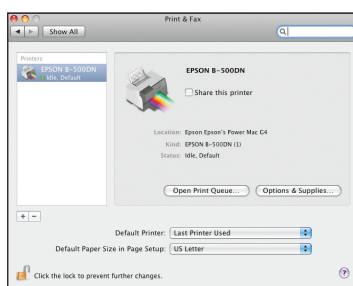 Print & Fax
Show All
Printers
EPSON B-500DN
Idle, Default
EPSON B-500DN
Share this printer
Location: Epson Epson's Power Mac G4
Kind: EPSON B-500DN (1)
Status: Idle, Default
Open Print Queue... Options & Supplies...
+ −
Default Printer: Last Printer Used
Default Paper Size in Page Setup: US Letter
Click the lock to prevent further changes.
?